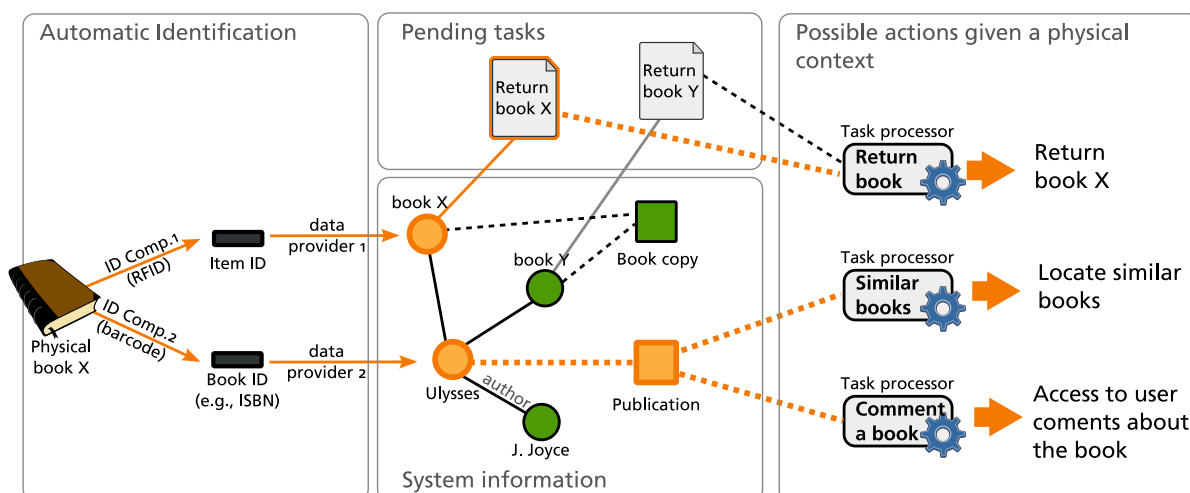 Automatic Identification
Physical
book X
ID Comp.1
(RFID)
ID Comp.2
(barcode)
Item ID
Book ID
(e.g., ISBN)
data
provider 1
data
provider 2
Pending tasks
Return
book X
Return
book Y
book X
book Y
Book copy
Ulysses
author
J. Joyce
Publication
System information
Possible actions given a physical
context
Task processor
Return
book
Return
book X
Task processor
Similar
books
Locate similar
books
Task processor
Comment
a book
Access to user
coments about
the book